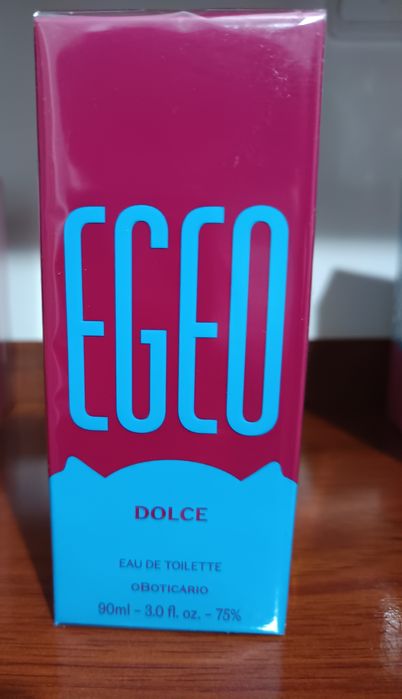 EGEO
DOLCE
EAU DE TOILETTE
oBOTICARIO
90ml - 3.0 fl. oz. - 75%